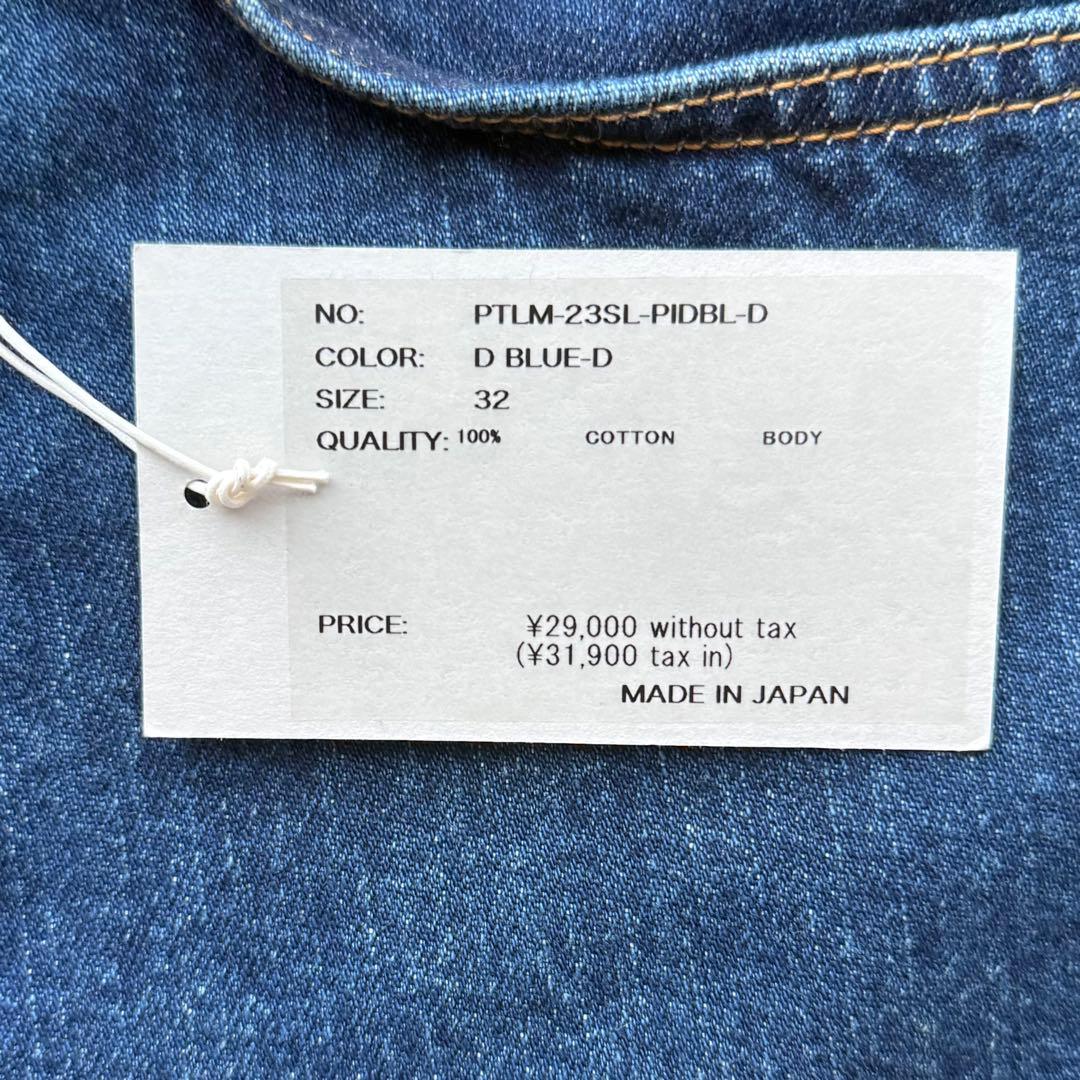 NO: PTLM-23SL-PIDBL-D
COLOR: D BLUE-D
SIZE: 32
QUALITY: 100% COTTON BODY
PRICE: ¥29,000 without tax
(¥31,900 tax in)
MADE IN JAPAN